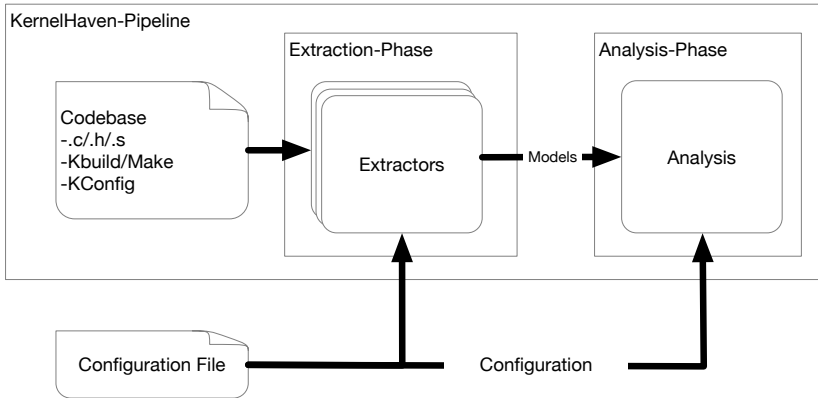 KernelHaven-Pipeline
Extraction-Phase
Analysis-Phase
Codebase
-.c/.h/.s
-Kbuild/Make
-KConfig
Extractors
Models
Analysis
Configuration File
Configuration